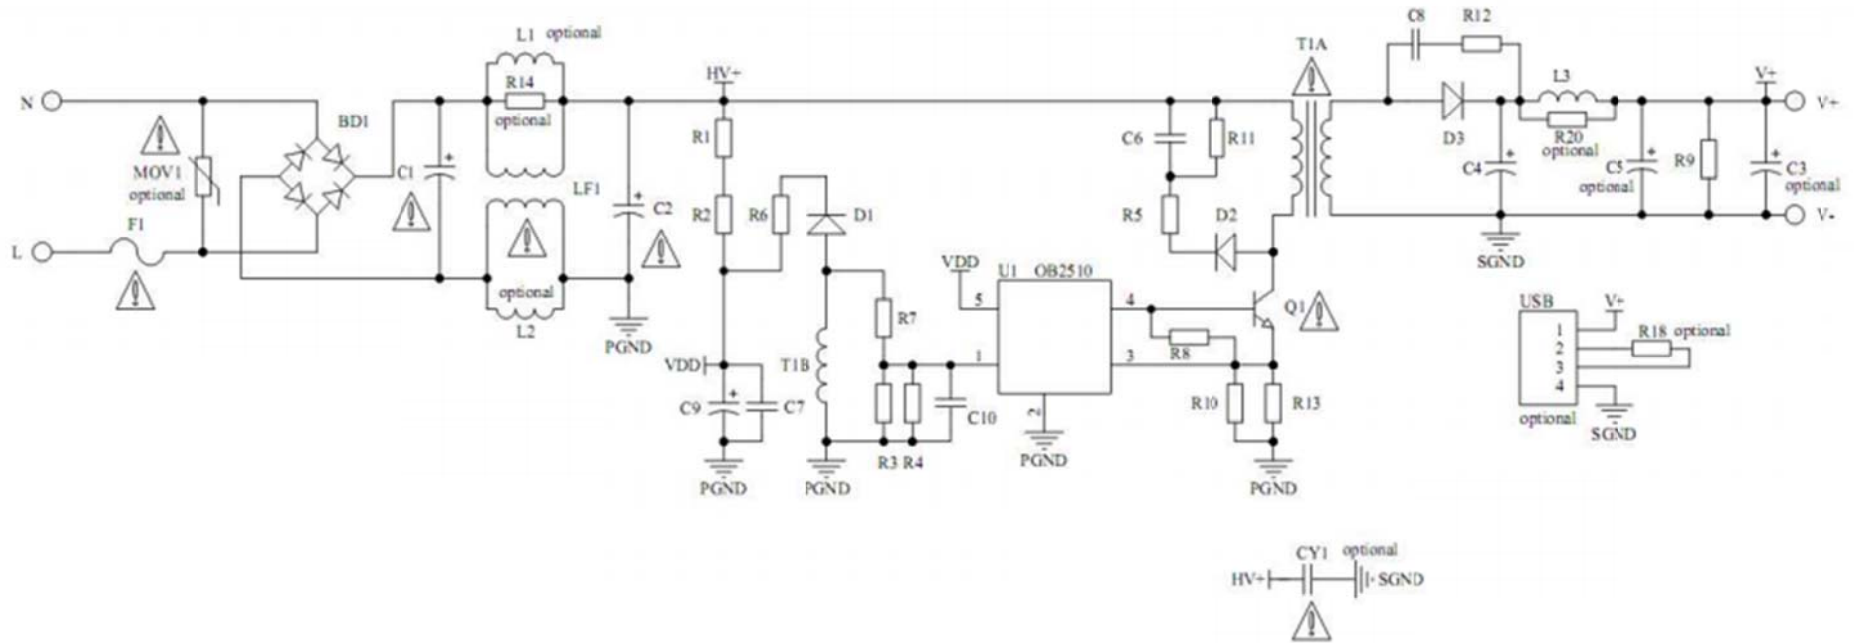 C8 R12
L1 optional
T1A
HV+
L3
V+
N
R14
V+
BD1
optional
R1
C6
R11
D3
R20
optional
MOV1
optional
C1
C4
C5
optional
R9
C3
optional
LF1
C2
R2
R6
D1
R5
D2
V-
F1
L
SGND
VDD
U1 OB2510
optional
5
4
Q1
USB
V+
L2
R7
1
R18 optional
PGND
R8
2
VDD
T1B
1
3
3
4
C9
C7
C10
2
R10
R13
optional
SGND
R3 R4
PGND
PGND
PGND
PGND
CY1 optional
HV+
SGND